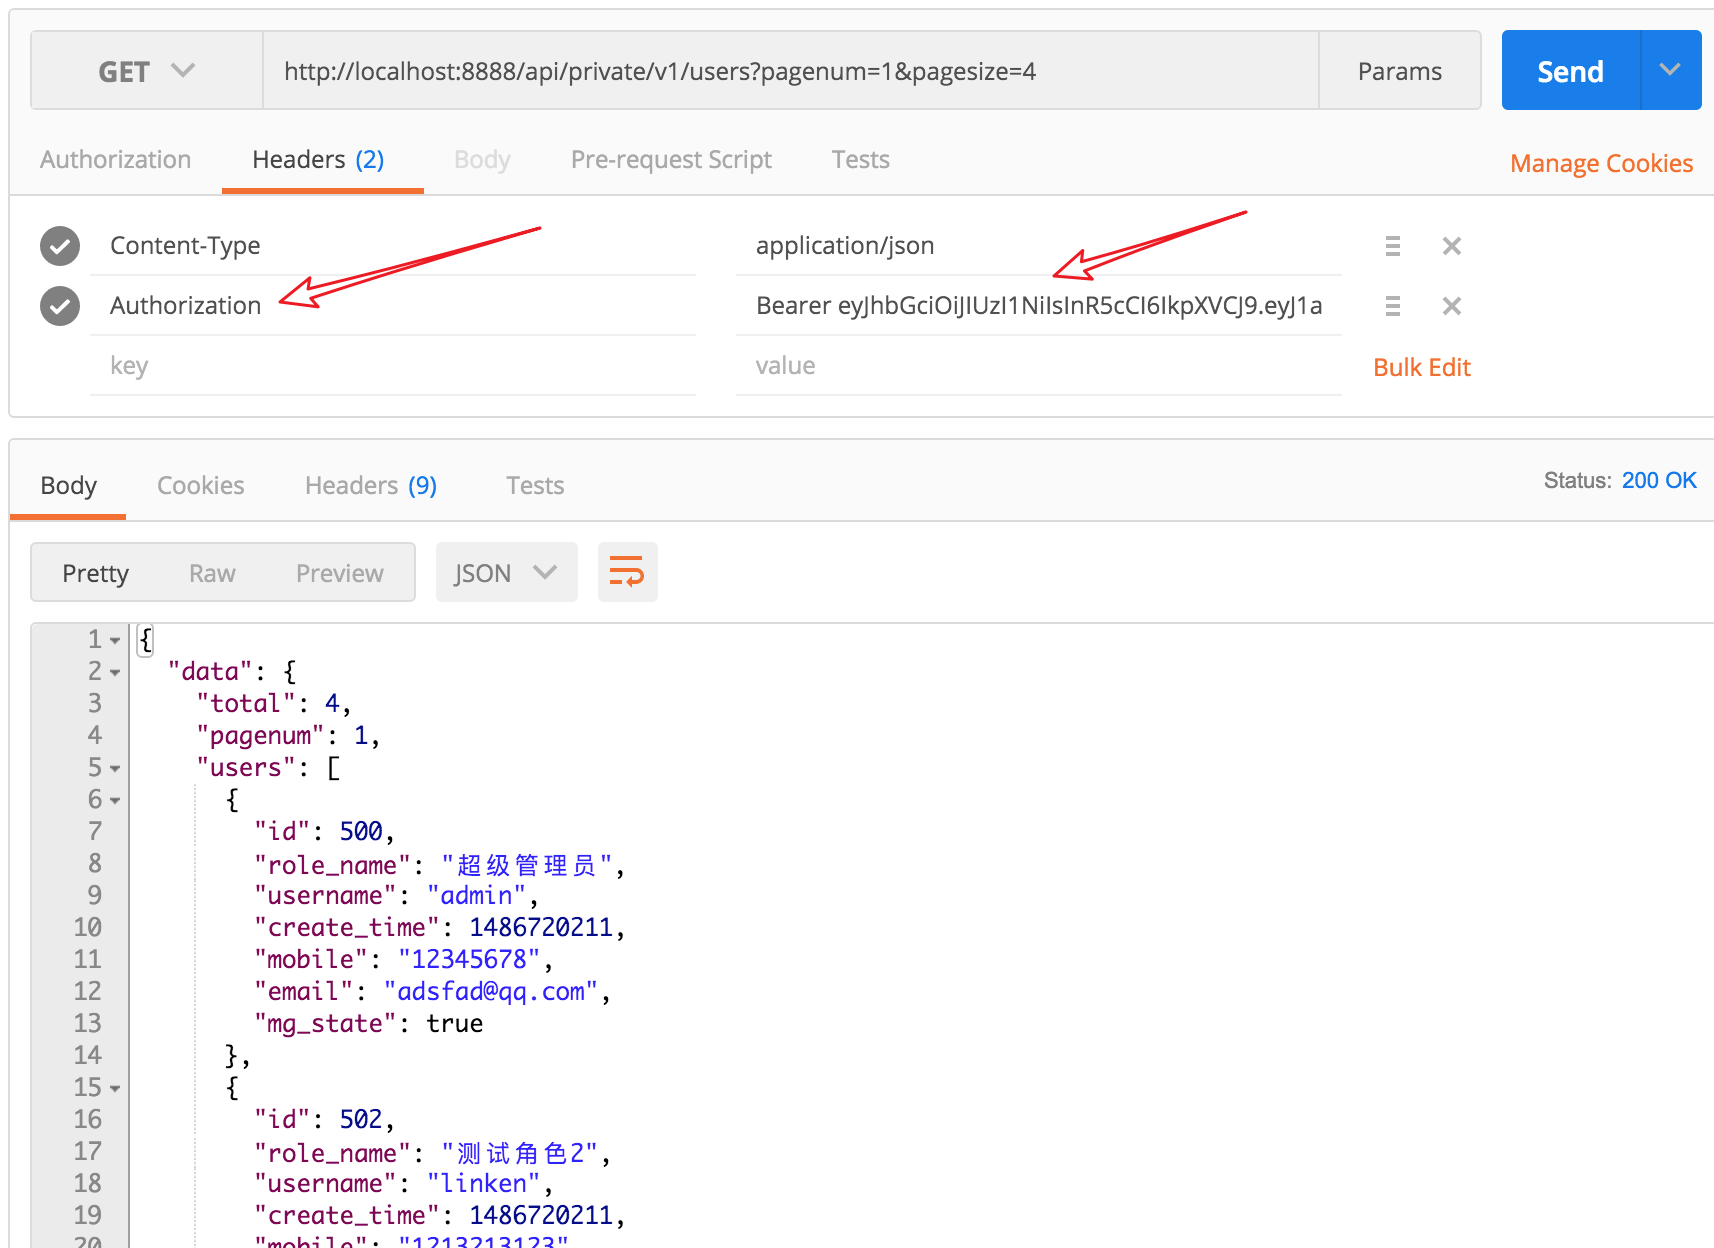 GET http://localhost:8888/api/private/v1/users?pagenum=1&pagesize=4 Params Send
Authorization Headers (2) Body Pre-request Script Tests Manage Cookies
Content-Type application/json
Authorization Bearer eyJhbGciOiJIUzI1NiIsInR5cCI6IkpXVCJ9.eyJ1a
key value Bulk Edit
Body Cookies Headers (9) Tests Status: 200 OK
Pretty Raw Preview JSON
1 {
2 "data": {
3 "total": 4,
4 "pagenum": 1,
5 "users": [
6 {
7 "id": 500,
8 "role_name": "超级管理员",
9 "username": "admin",
10 "create_time": 1486720211,
11 "mobile": "12345678",
12 "email": "adsfad@qq.com",
13 "mg_state": true
14 },
15 {
16 "id": 502,
17 "role_name": "测试角色2",
18 "username": "linken",
19 "create_time": 1486720211,
20 "mobile": "1213213123"